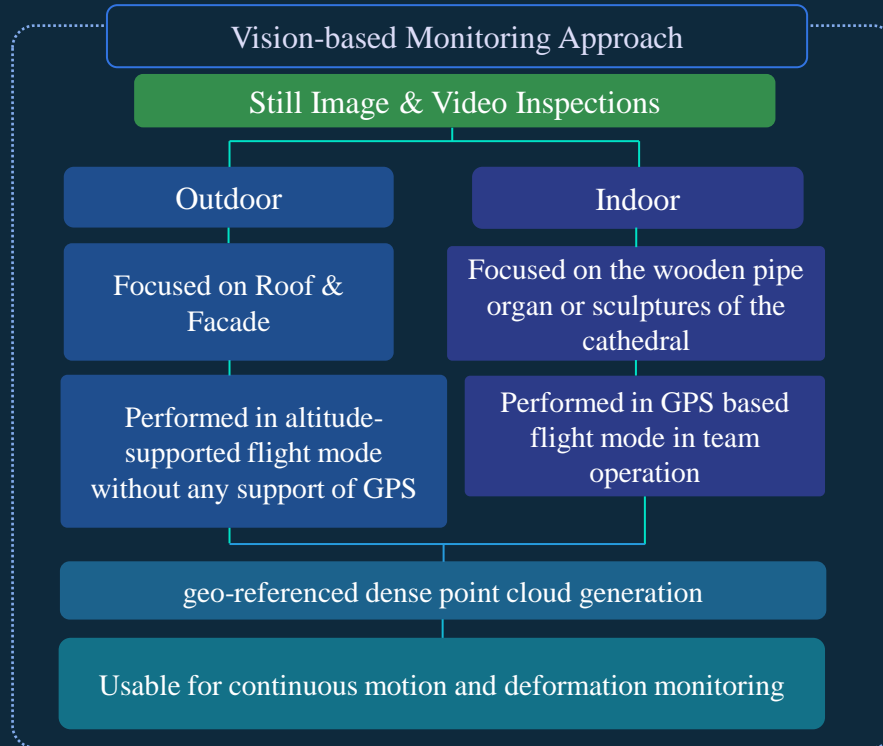 Vision-based Monitoring Approach
Still Image & Video Inspections
Outdoor
Indoor
Focused on Roof &
Facade
Focused on the wooden pipe
organ or sculptures of the
cathedral
Performed in altitude-
supported flight mode
without any support of GPS
Performed in GPS based
flight mode in team
operation
geo-referenced dense point cloud generation
Usable for continuous motion and deformation monitoring